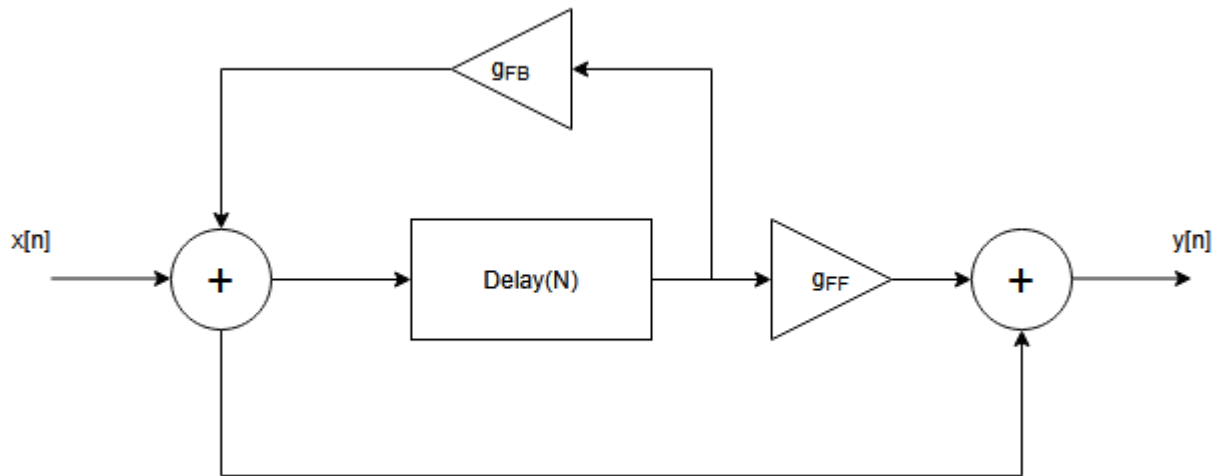 gFB
x[n]
+
Delay(N)
gFF
+
y[n]